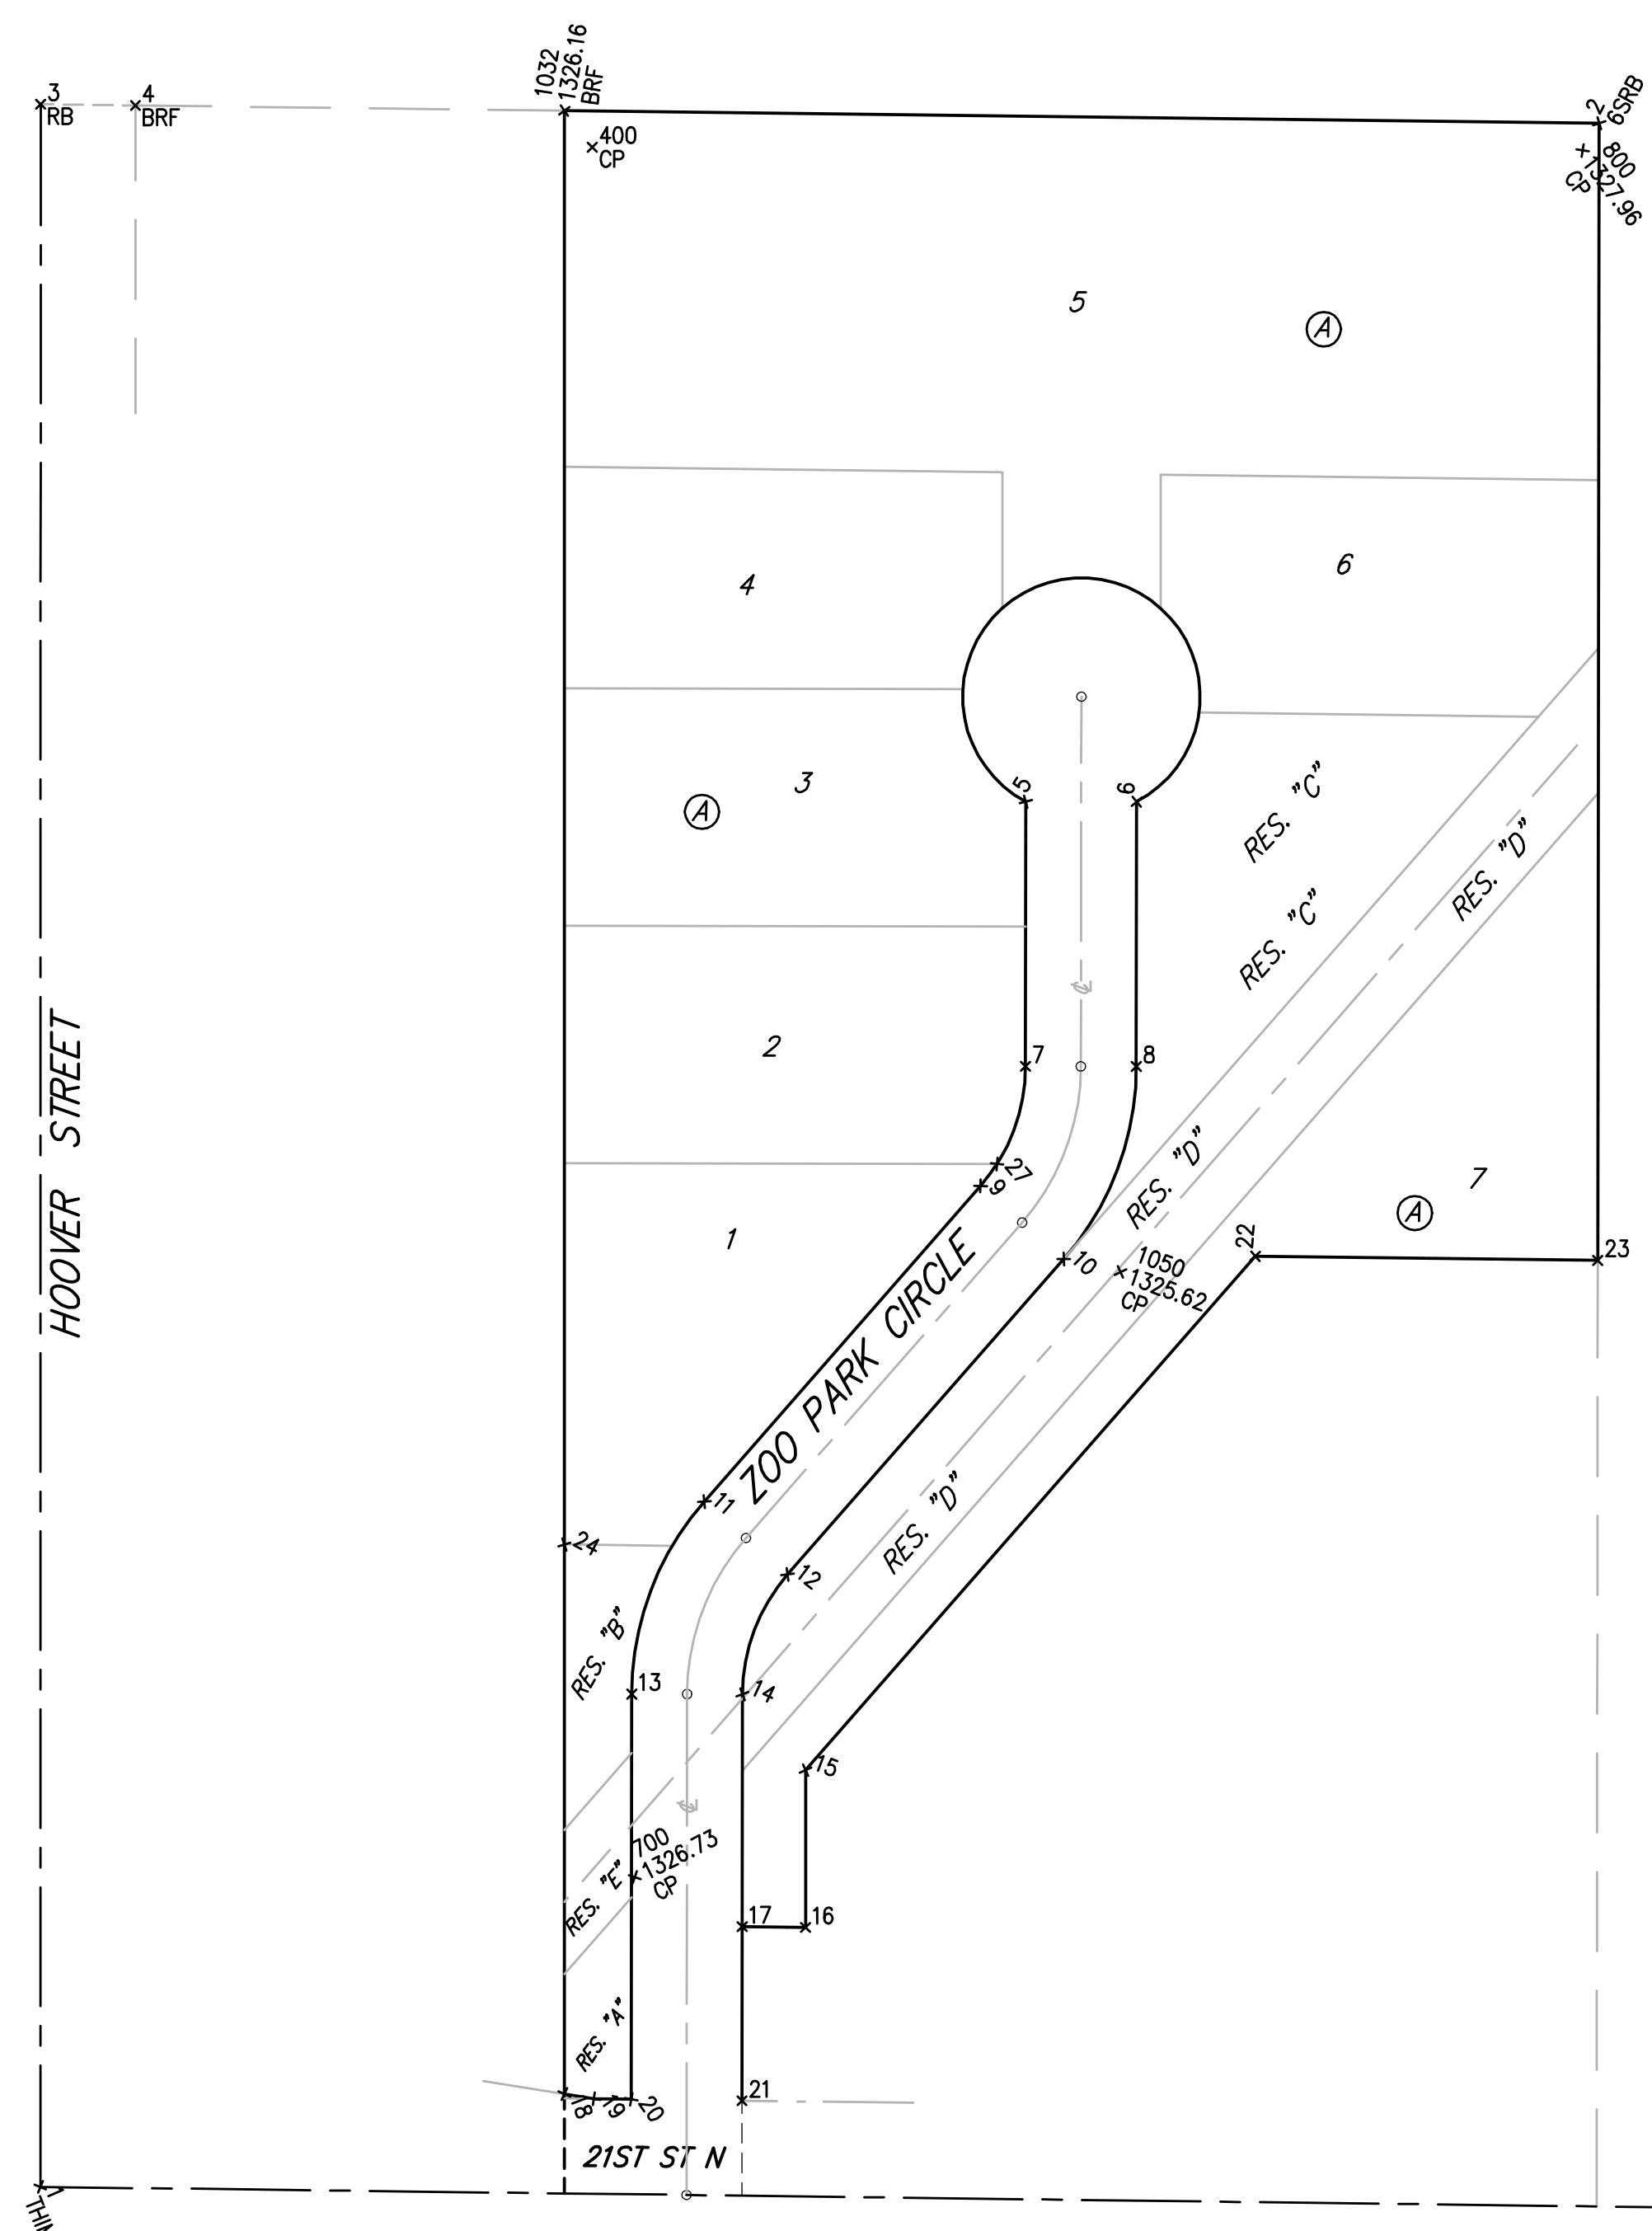 1032
1326.16
BRF
3
RB
4
BRF
2
6SRB
400
CP
800
1327.96
CP
5
A
4
6
3
A
5
6
RES. "C"
RES. "D"
RES. "C"
2
7
8
HOOVER STREET
27
9
RES. "D"
7
A
1
22
23
10
1050
1325.62
CP
ZOO PARK CIRCLE
11
RES. "D"
24
12
RES. "B"
13
14
15
700
1326.73
CP
RES. "E"
17
16
RES. "A"
18
19
20
21
21ST ST N
1